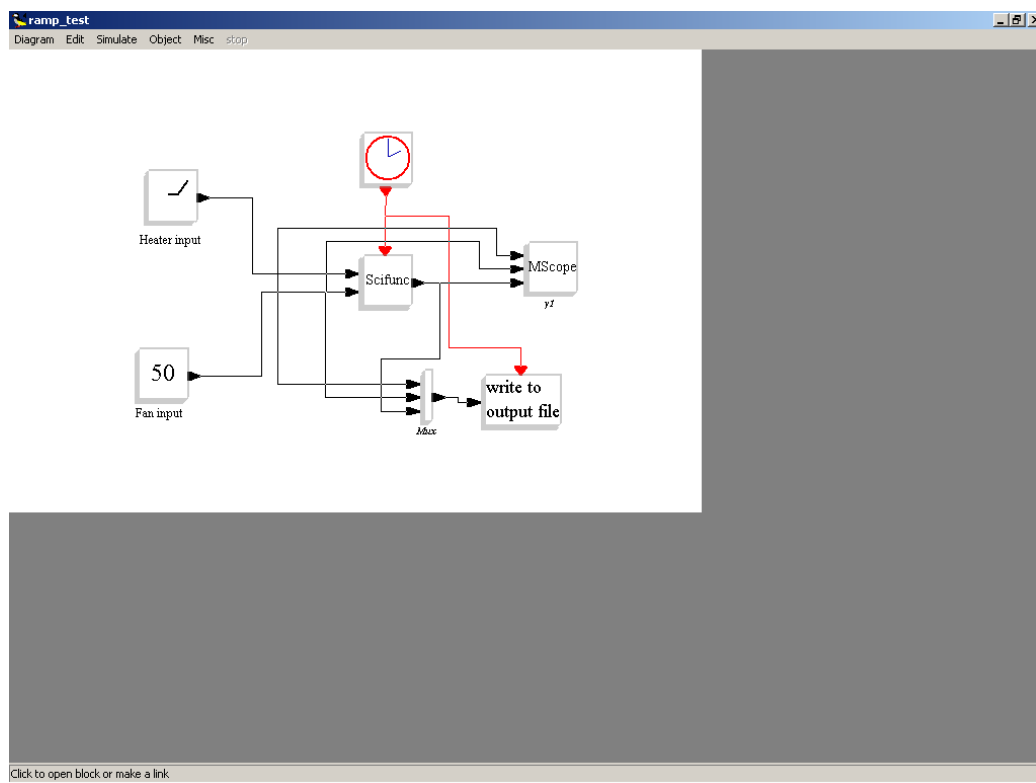 ramp_test
Diagram Edit Simulate Object Misc stop
Heater input
Scifunc
MScope
y1
50
Fan input
write to
output file
Mux
Click to open block or make a link